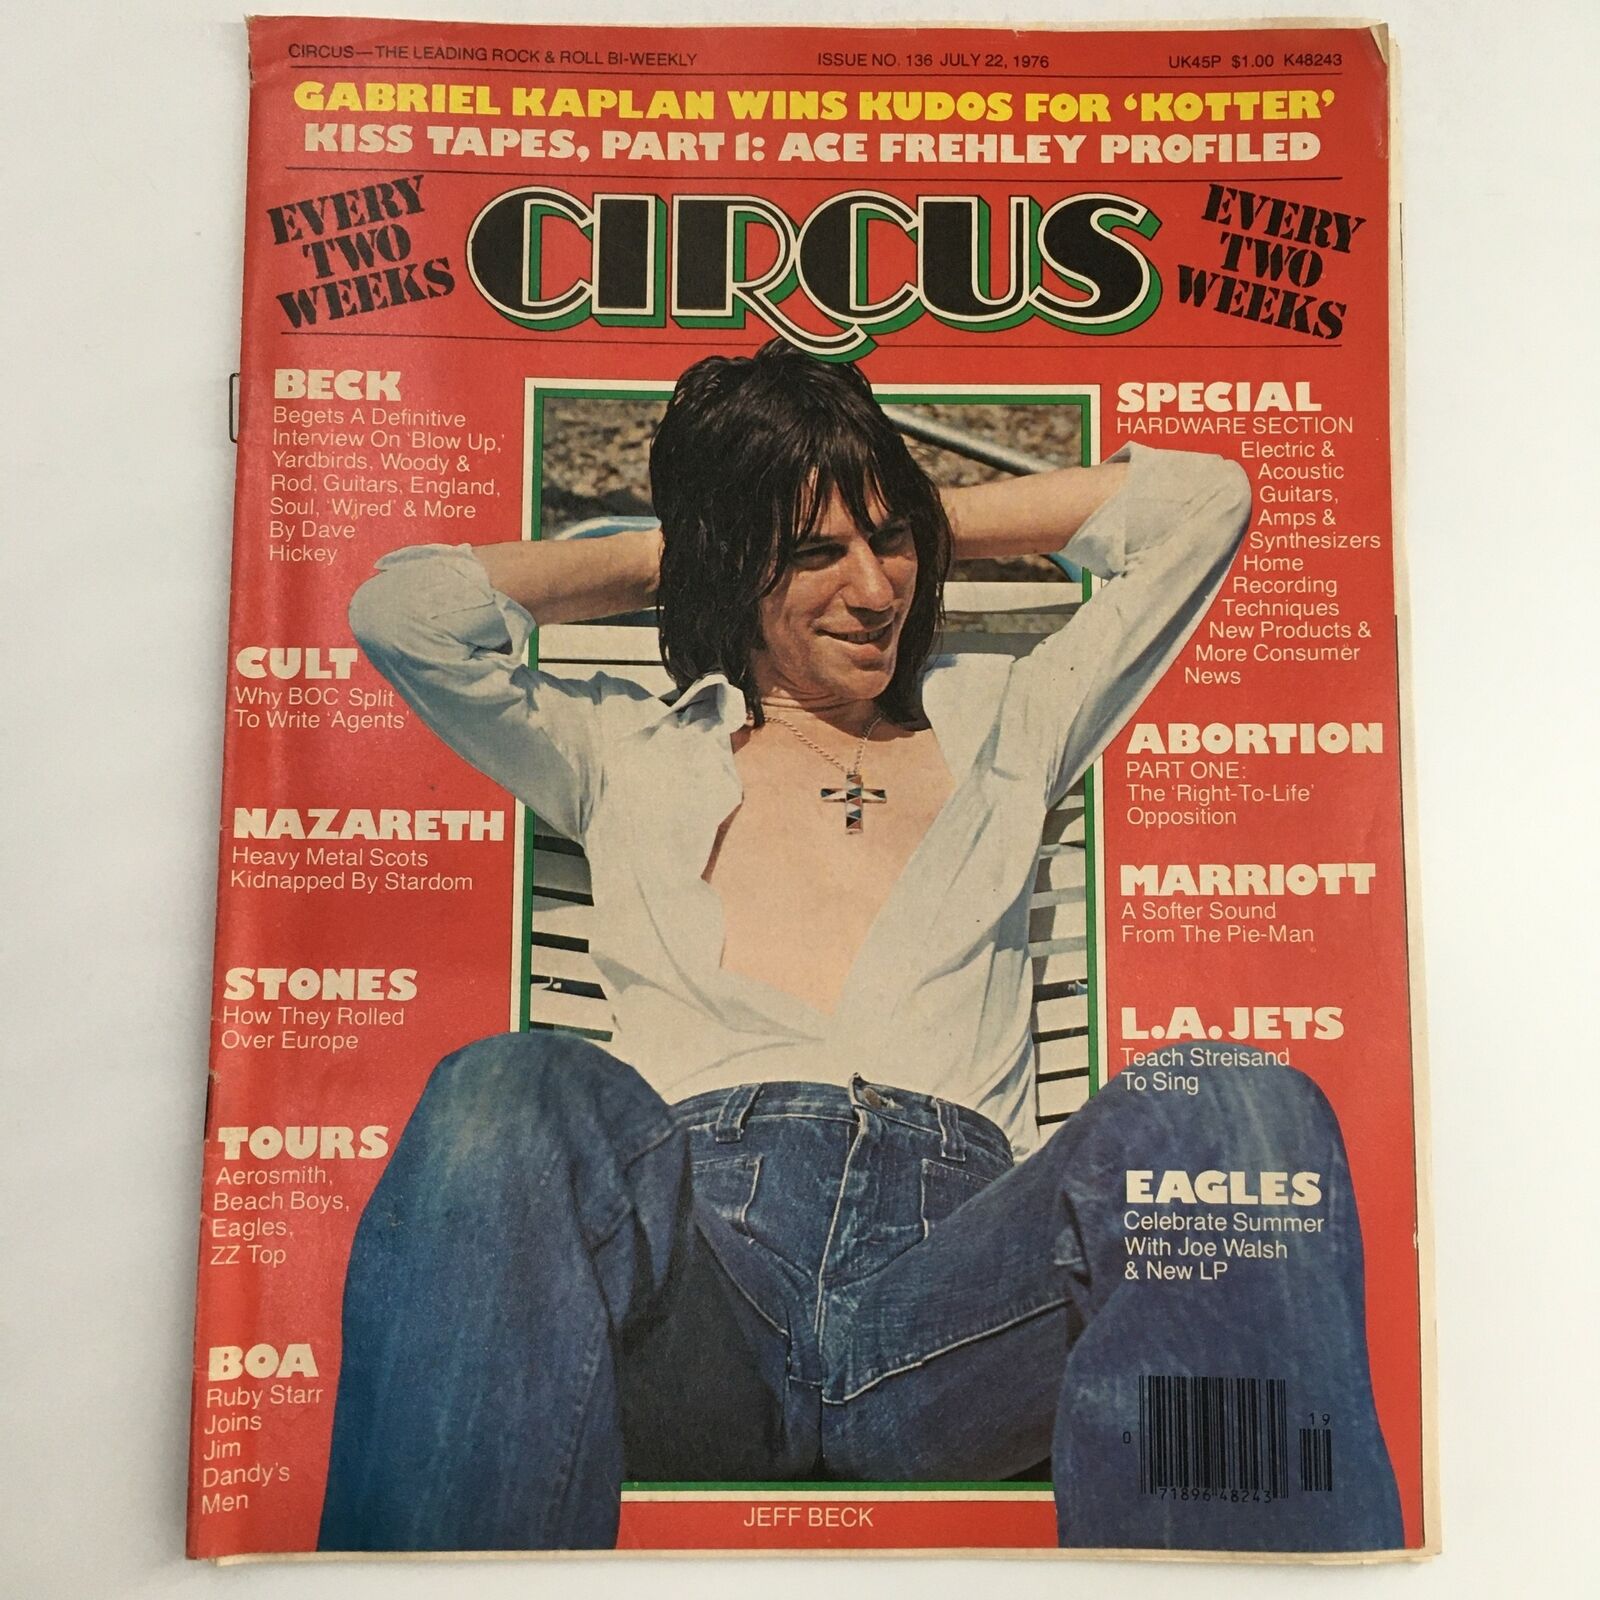 CIRCUS—THE LEADING ROCK & ROLL BI-WEEKLY ISSUE NO. 136 JULY 22, 1976 UK45P $1.00 K48243
GABRIEL KAPLAN WINS KUDOS FOR ‘KOTTER’
KISS TAPES, PART 1: ACE FREHLEY PROFILED
EVERY
TWO
WEEKS
CIRCUS
EVERY
TWO
WEEKS
BECK
Begets A Definitive
Interview On ‘Blow Up,’
Yardbirds, Woody &
Rod, Guitars, England,
Soul, ‘Wired’ & More
By Dave
Hickey
CULT
Why BOC Split
To Write ‘Agents’
NAZARETH
Heavy Metal Scots
Kidnapped By Stardom
STONES
How They Rolled
Over Europe
TOURS
Aerosmith,
Beach Boys,
Eagles,
ZZ Top
BOA
Ruby Starr
Joins
Jim
Dandy's
Men
SPECIAL
HARDWARE SECTION
Electric &
Acoustic
Guitars,
Amps &
Synthesizers
Home
Recording
Techniques
New Products &
More Consumer
News
ABORTION
PART ONE:
The ‘Right-To-Life’
Opposition
MARRIOTT
A Softer Sound
From The Pie-Man
L.A. JETS
Teach Streisand
To Sing
EAGLES
Celebrate Summer
With Joe Walsh
& New LP
19
0
71896 48243
JEFF BECK